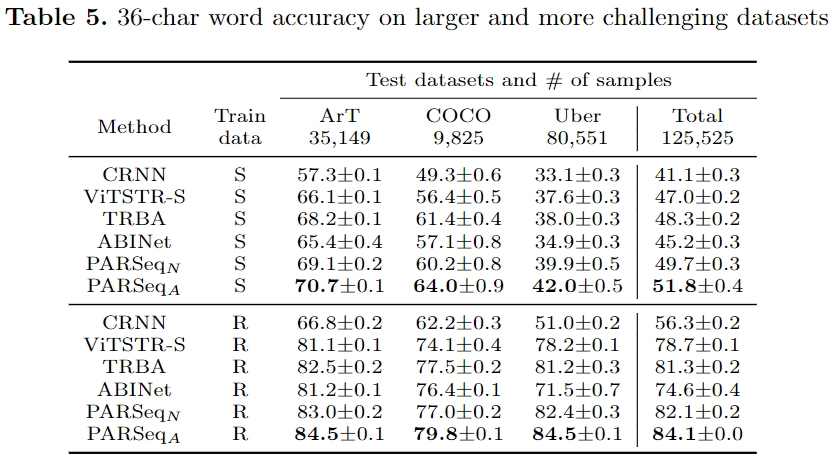 Table 5. 36-char word accuracy on larger and more challenging datasets
Test datasets and # of samples
Method Train data ArT COCO Uber Total
35,149 9,825 80,551 125,525
CRNN S 57.3±0.1 49.3±0.6 33.1±0.3 41.1±0.3
ViTSTR-S S 66.1±0.1 56.4±0.5 37.6±0.3 47.0±0.2
TRBA S 68.2±0.1 61.4±0.4 38.0±0.3 48.3±0.2
ABINet S 65.4±0.4 57.1±0.8 34.9±0.3 45.2±0.3
PARSeqN S 69.1±0.2 60.2±0.8 39.9±0.5 49.7±0.3
PARSeqA S 70.7±0.1 64.0±0.9 42.0±0.5 51.8±0.4
CRNN R 66.8±0.2 62.2±0.3 51.0±0.2 56.3±0.2
ViTSTR-S R 81.1±0.1 74.1±0.4 78.2±0.1 78.7±0.1
TRBA R 82.5±0.2 77.5±0.2 81.2±0.3 81.3±0.2
ABINet R 81.2±0.1 76.4±0.1 71.5±0.7 74.6±0.4
PARSeqN R 83.0±0.2 77.0±0.2 82.4±0.3 82.1±0.2
PARSeqA R 84.5±0.1 79.8±0.1 84.5±0.1 84.1±0.0